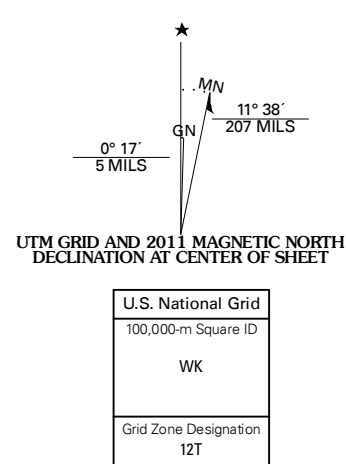 ★
MN
11° 38´
207 MILS
GN
0° 17´
5 MILS
UTM GRID AND 2011 MAGNETIC NORTH
DECLINATION AT CENTER OF SHEET
U.S. National Grid
100,000-m Square ID
WK
Grid Zone Designation
12T